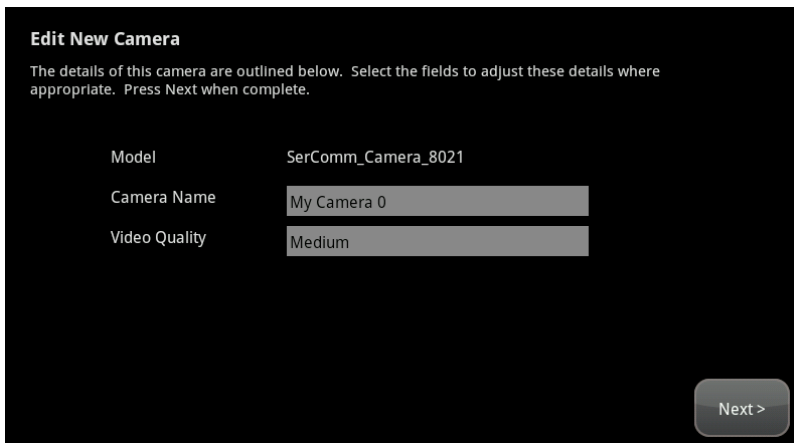 Edit New Camera
The details of this camera are outlined below.  Select the fields to adjust these details where
appropriate.  Press Next when complete.
Model SerComm_Camera_8021
Camera Name My Camera 0
Video Quality Medium
Next >